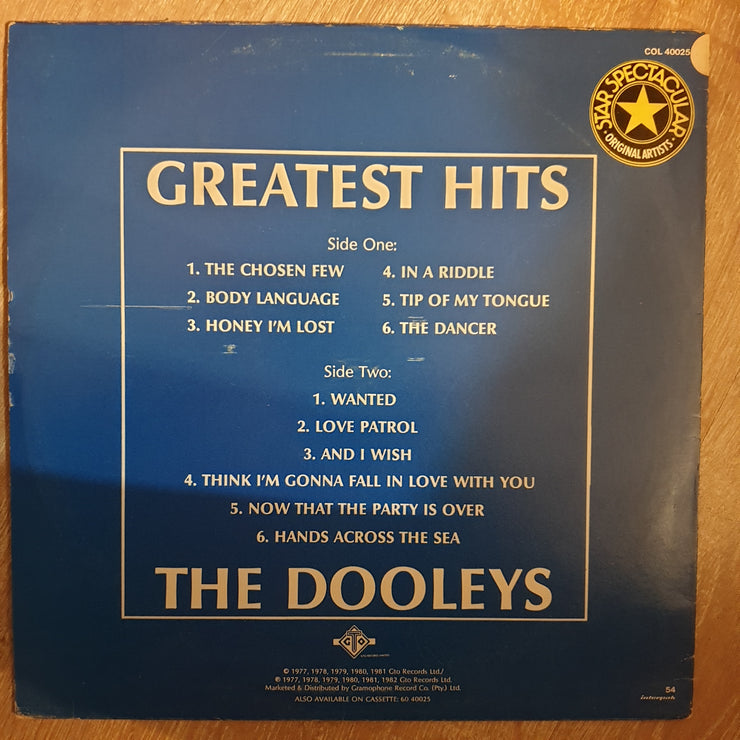 COL 40025
STAR SPECTACULAR
• ORIGINAL ARTISTS •
GREATEST HITS
Side One:
1. THE CHOSEN FEW
2. BODY LANGUAGE
3. HONEY I'M LOST
4. IN A RIDDLE
5. TIP OF MY TONGUE
6. THE DANCER
Side Two:
1. WANTED
2. LOVE PATROL
3. AND I WISH
4. THINK I'M GONNA FALL IN LOVE WITH YOU
5. NOW THAT THE PARTY IS OVER
6. HANDS ACROSS THE SEA
THE DOOLEYS
GTO
© 1977, 1978, 1979, 1980, 1981 Gto Records Ltd./
℗ 1977, 1978, 1979, 1980, 1981, 1982 Gto Records Ltd.
Marketed & Distributed by Gramophone Record Co. (Pty.) Ltd.
ALSO AVAILABLE ON CASSETTE: 60 40025
54
interpak